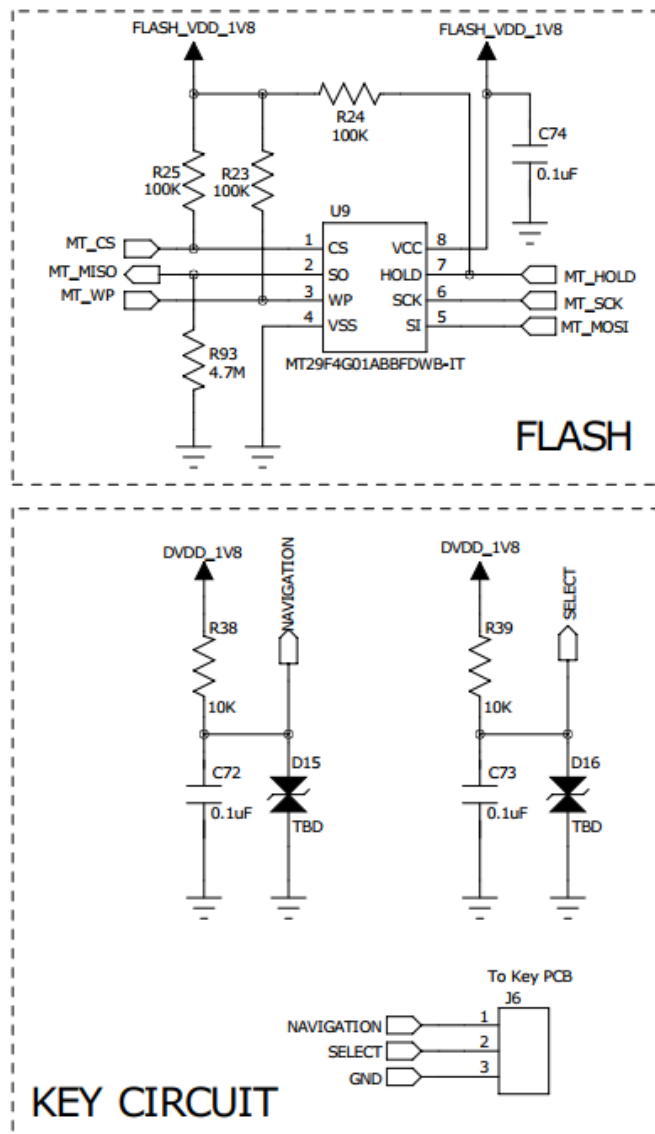 FLASH_VDD_1V8
FLASH_VDD_1V8
R24
100K
C74
0.1uF
R25
100K
R23
100K
U9
MT_CS 1 CS VCC 8
MT_MISO 2 SO HOLD 7 MT_HOLD
MT_WP 3 WP SCK 6 MT_SCK
4 VSS SI 5 MT_MOSI
R93
4.7M
MT29F4G01ABBFDWB-IT
FLASH
DVDD_1V8
NAVIGATION
DVDD_1V8
SELECT
R38
10K
R39
10K
C72
0.1uF
D15
TBD
C73
0.1uF
D16
TBD
To Key PCB
J6
NAVIGATION 1
SELECT 2
GND 3
KEY CIRCUIT